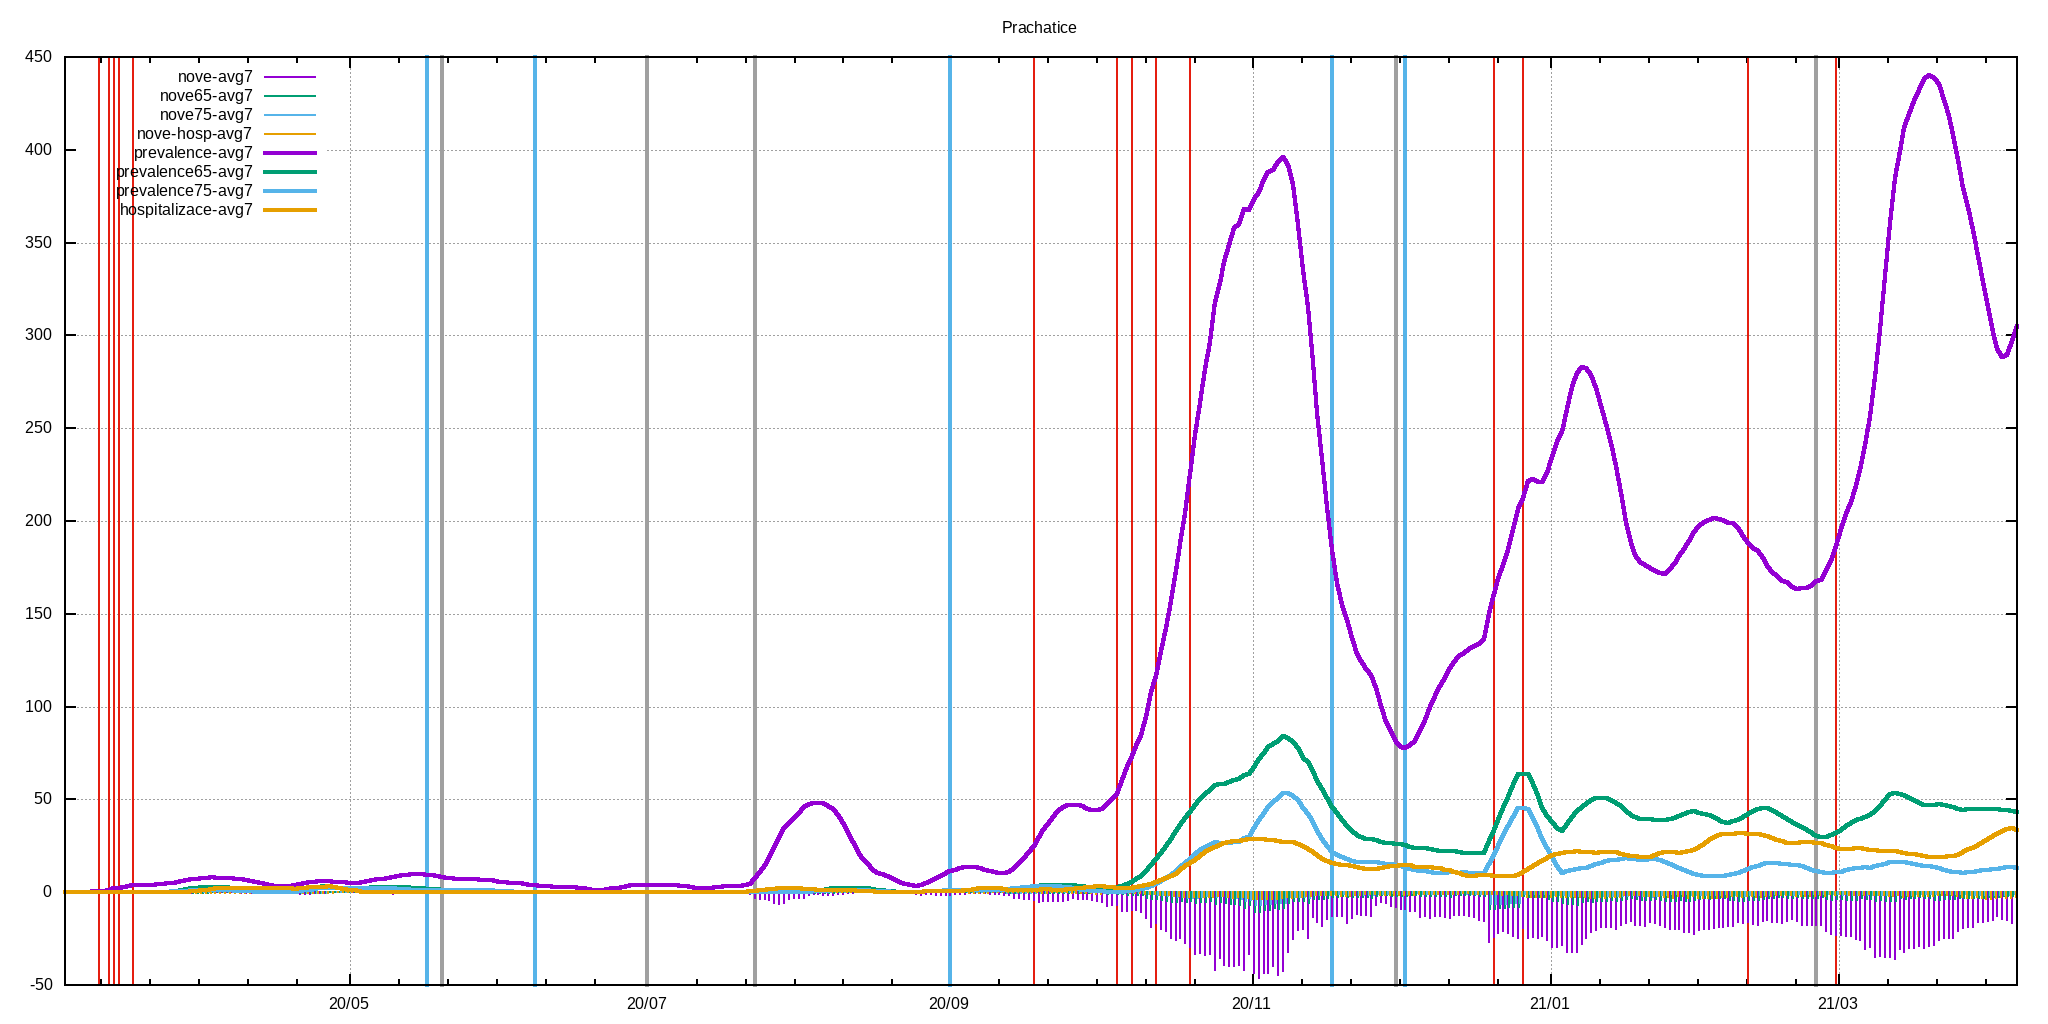 Prachatice
450
400
350
300
250
200
150
100
50
0
-50
nove-avg7
nove65-avg7
nove75-avg7
nove-hosp-avg7
prevalence-avg7
prevalence65-avg7
prevalence75-avg7
hospitalizace-avg7
20/05
20/07
20/09
20/11
21/01
21/03